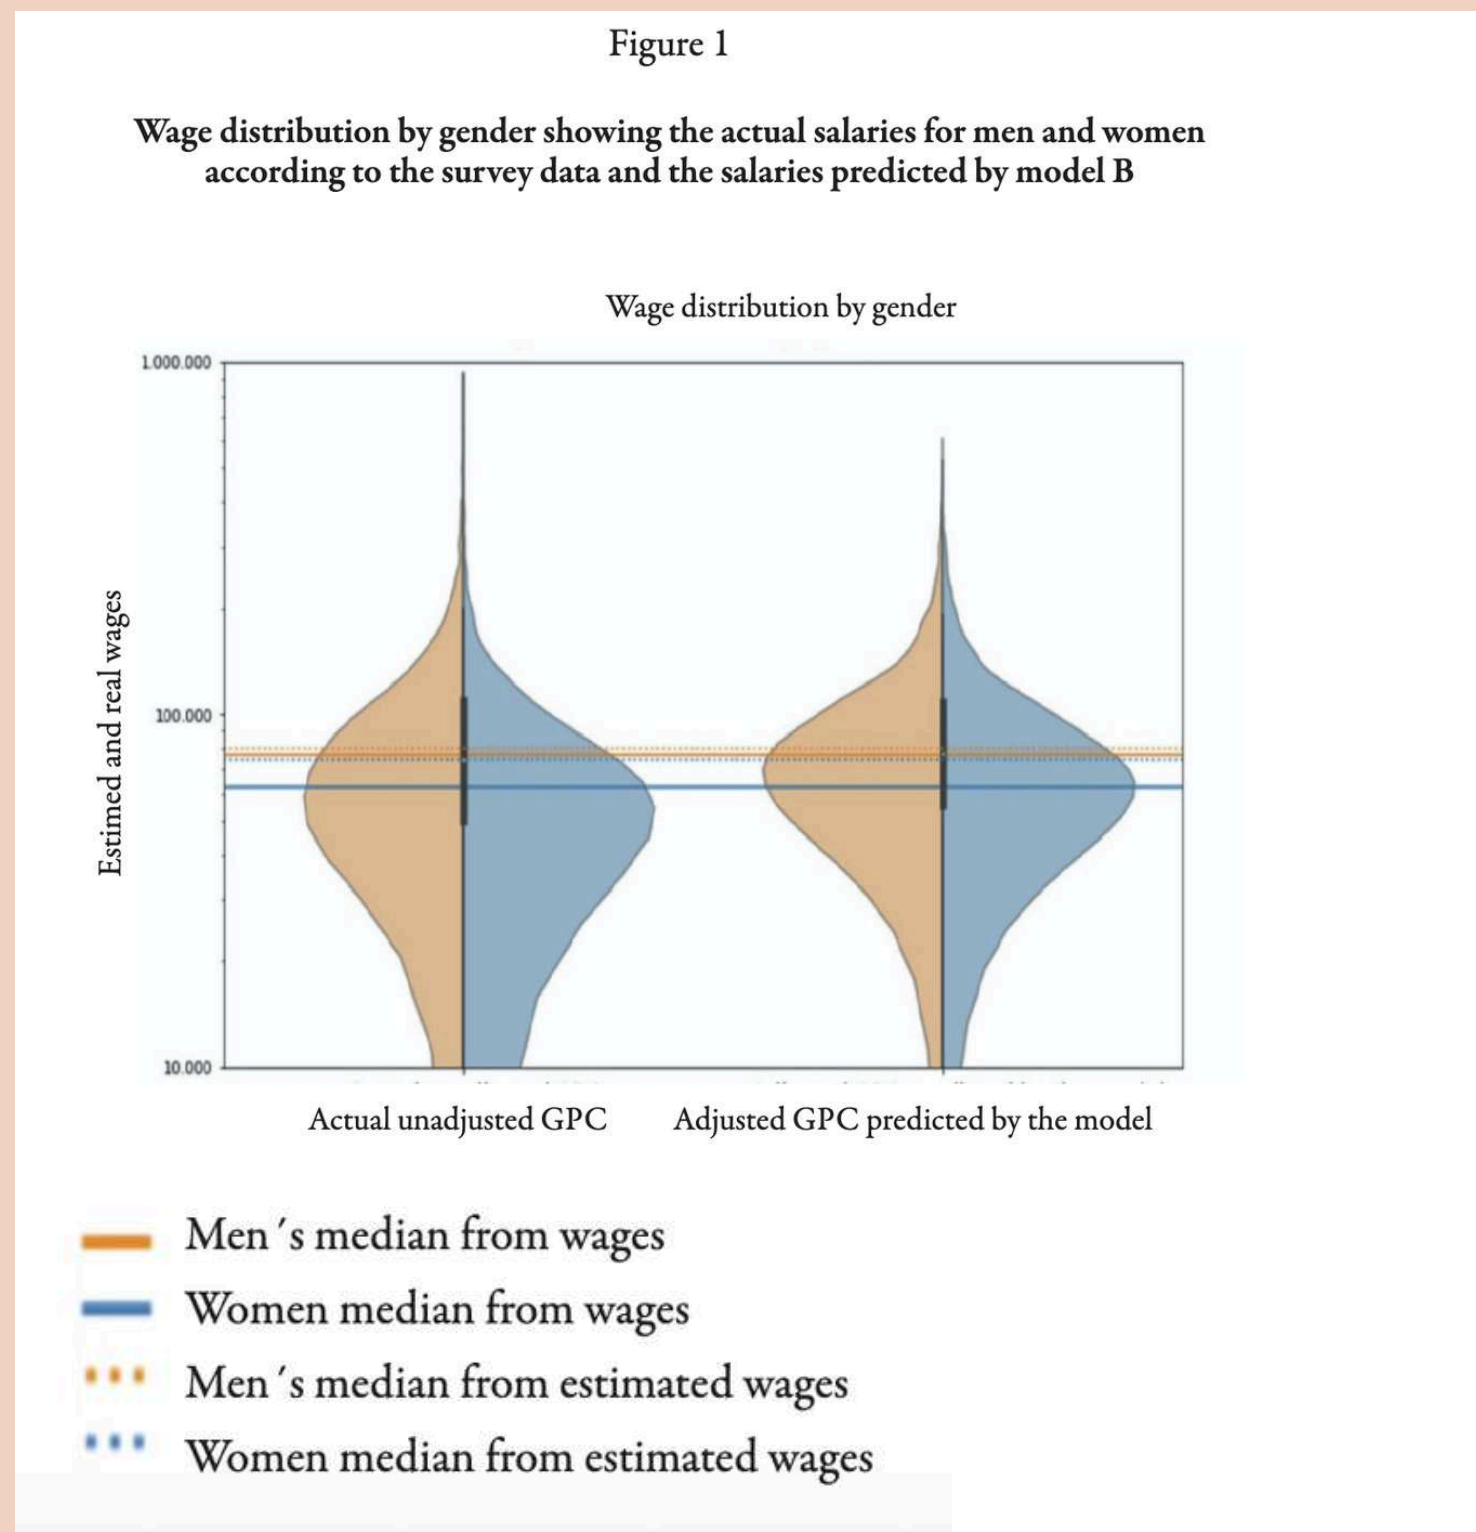 Figure 1
Wage distribution by gender showing the actual salaries for men and women
according to the survey data and the salaries predicted by model B
Wage distribution by gender
1.000.000
100.000
10.000
Estimed and real wages
Actual unadjusted GPC
Adjusted GPC predicted by the model
Men ´s median from wages
Women median from wages
Men ´s median from estimated wages
Women median from estimated wages